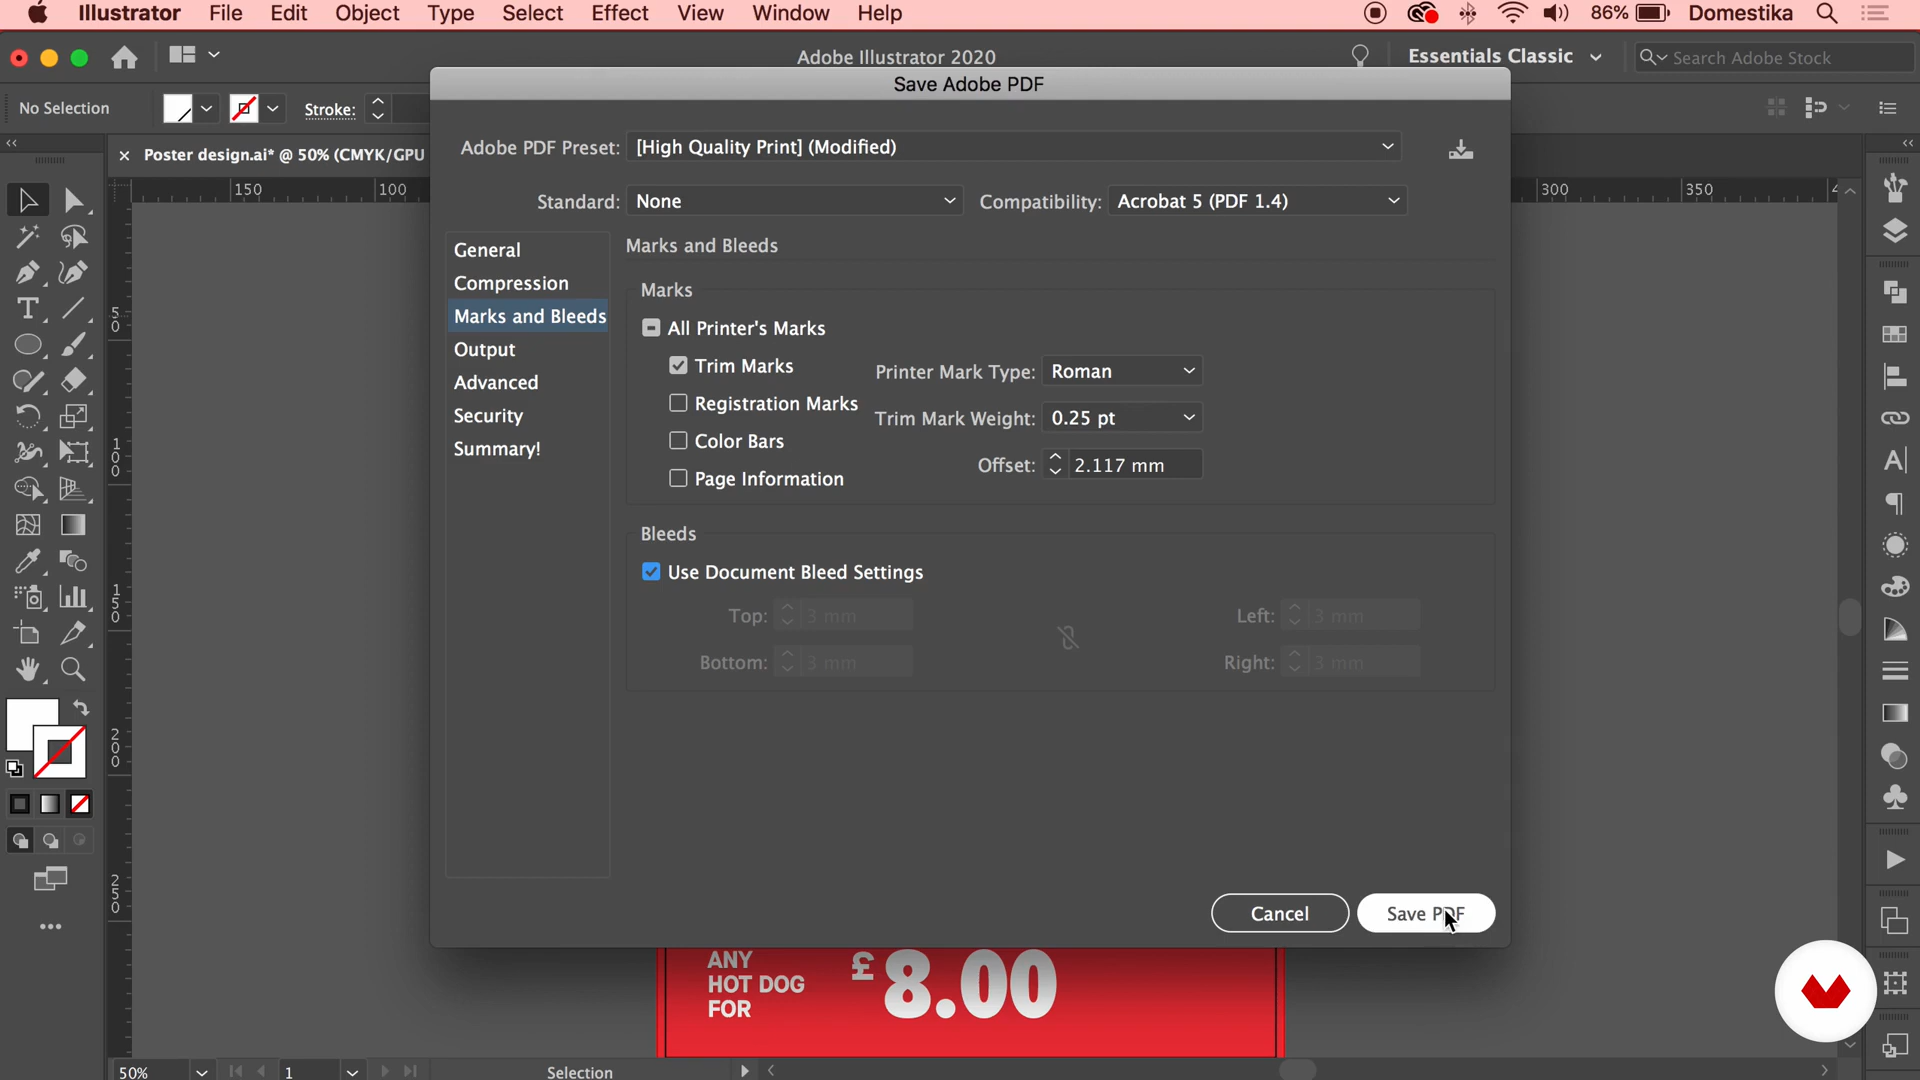 Illustrator File Edit Object Type Select Effect View Window Help 86% Domestika
Adobe Illustrator 2020 Essentials Classic Search Adobe Stock
Save Adobe PDF
No Selection Stroke:
Adobe PDF Preset: [High Quality Print] (Modified)
Poster design.ai* @ 50% (CMYK/GPU
150 100 300 350
Standard: None Compatibility: Acrobat 5 (PDF 1.4)
General
Compression
Marks and Bleeds
Output
Advanced
Security
Summary!
Marks and Bleeds
Marks
All Printer's Marks
Trim Marks
Registration Marks
Color Bars
Page Information
Printer Mark Type: Roman
Trim Mark Weight: 0.25 pt
Offset: 2.117 mm
Bleeds
Use Document Bleed Settings
Top: 3 mm Left: 3 mm
Bottom: 3 mm Right: 3 mm
50
100
150
200
250
Cancel Save PDF
ANY
HOT DOG
FOR
£8.00
50% 1 Selection